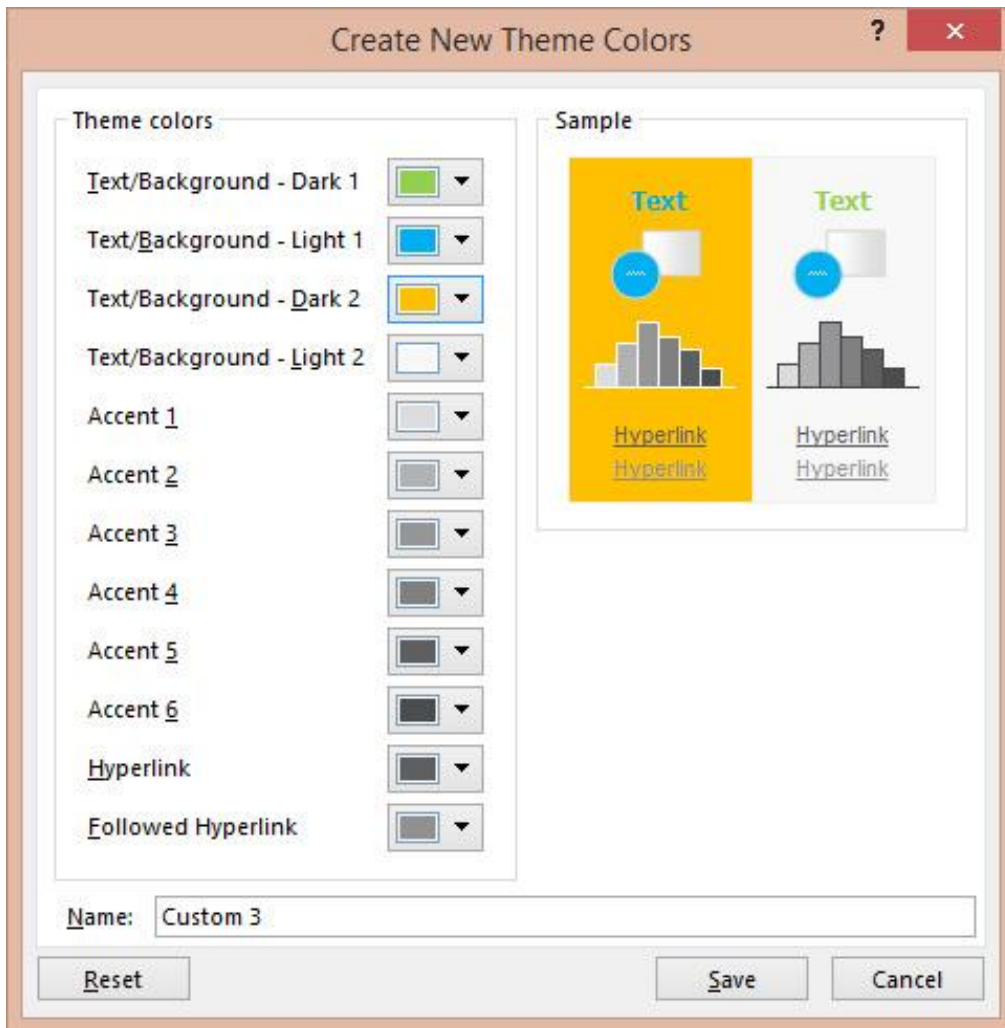 Create New Theme Colors
?
Theme colors
Text/Background - Dark 1
Text/Background - Light 1
Text/Background - Dark 2
Text/Background - Light 2
Accent 1
Accent 2
Accent 3
Accent 4
Accent 5
Accent 6
Hyperlink
Followed Hyperlink
Sample
Text Text
Hyperlink Hyperlink
Hyperlink Hyperlink
Name: Custom 3
Reset Save Cancel